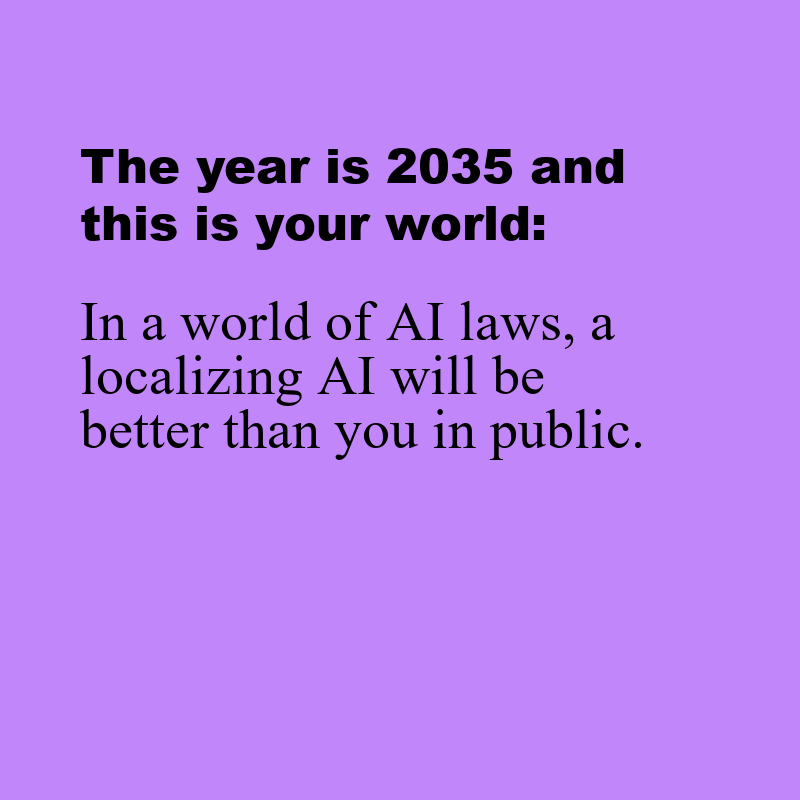 The year is 2035 and
this is your world:
In a world of AI laws, a
localizing AI will be
better than you in public.